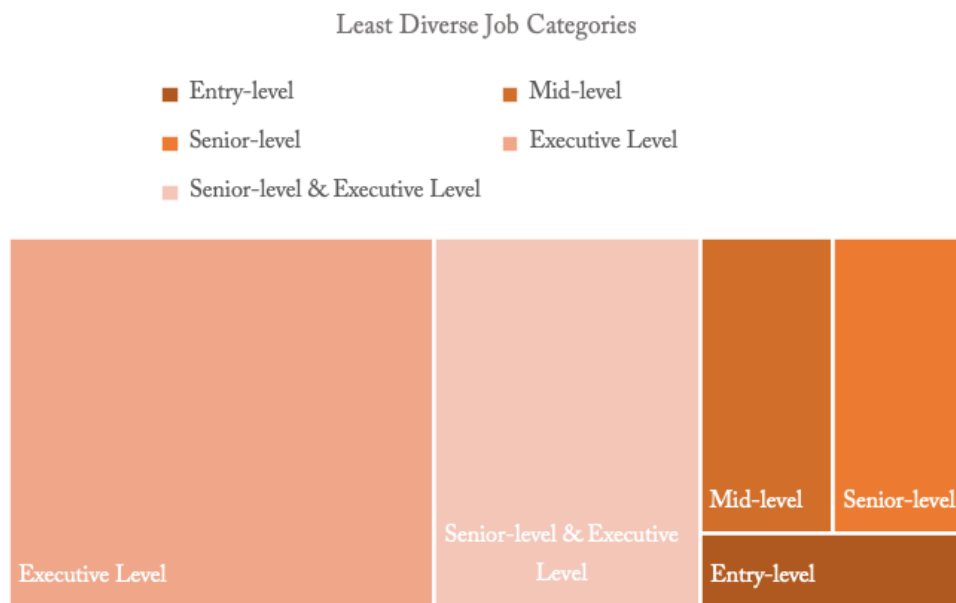 Least Diverse Job Categories
Entry-level
Mid-level
Senior-level
Executive Level
Senior-level & Executive Level
Executive Level
Senior-level & Executive
Level
Mid-level
Senior-level
Entry-level